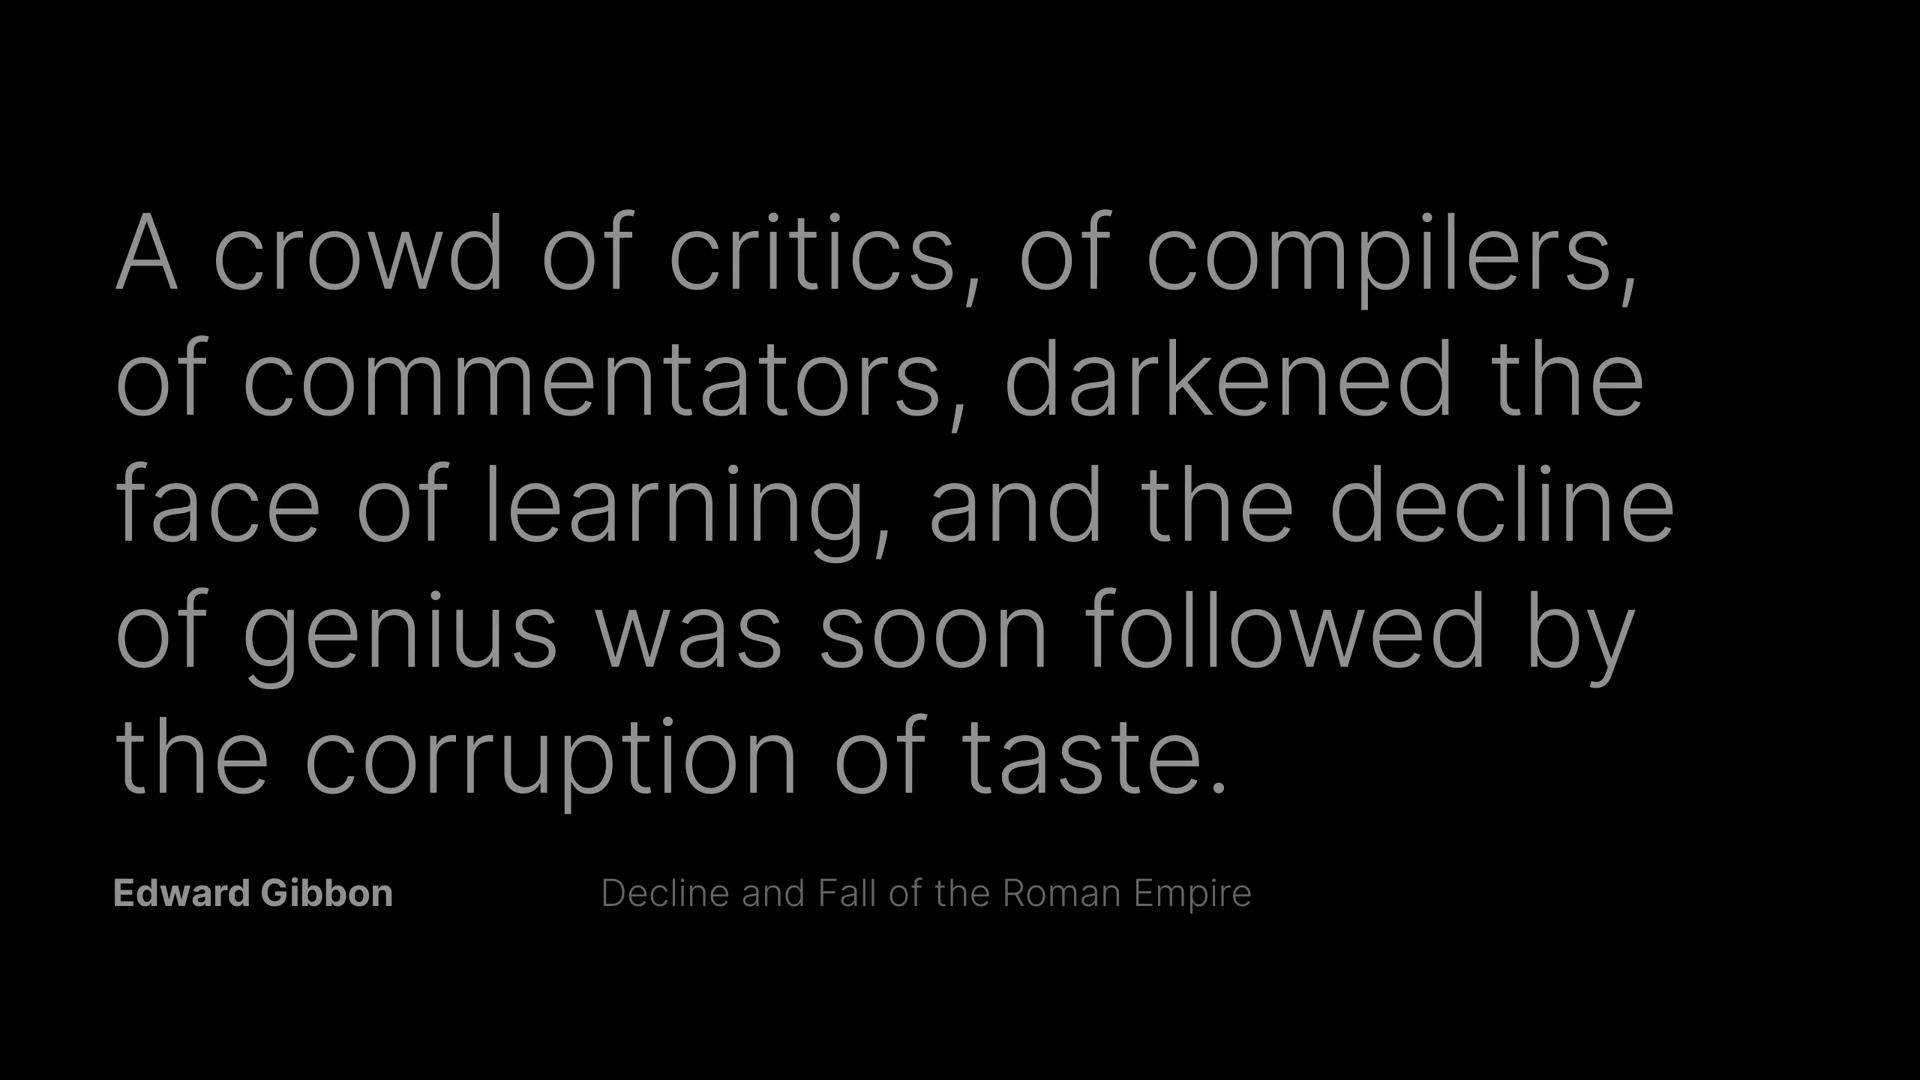 A crowd of critics, of compilers,
of commentators, darkened the
face of learning, and the decline
of genius was soon followed by
the corruption of taste.
Edward Gibbon Decline and Fall of the Roman Empire